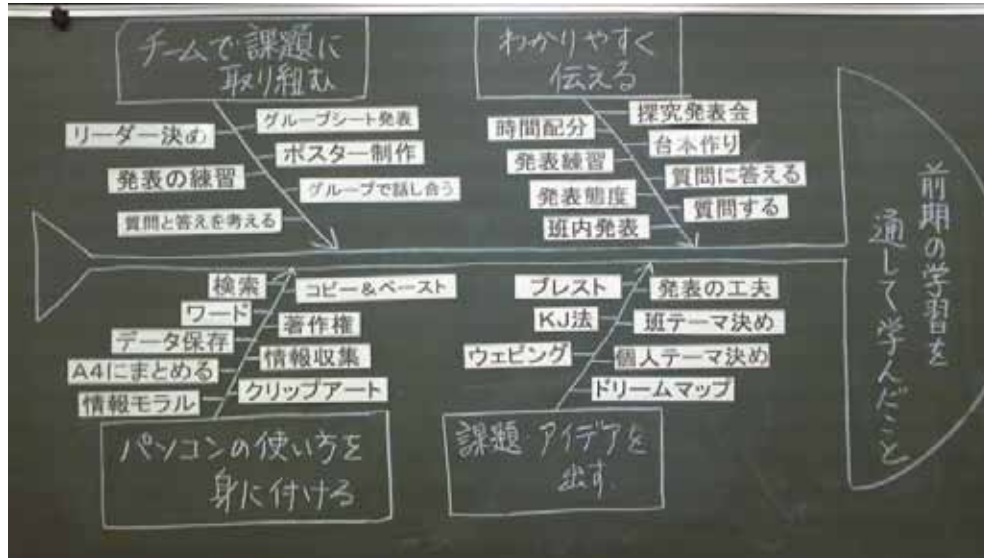 チームで課題に
取り組む
リーダー決め
グループシート発表
ポスター制作
発表の練習
グループで話し合う
質問と答えを考える
わかりやすく
伝える
探究発表会
時間配分
台本作り
発表練習
質問に答える
発表態度
質問する
班内発表
検索
コピー&ペースト
ワード
著作権
データ保存
情報収集
A4にまとめる
クリップアート
情報モラル
パソコンの使い方を
身に付ける
ブレスト
発表の工夫
KJ法
班テーマ決め
ウェビング
個人テーマ決め
ドリームマップ
課題 アイデアを
出す
前期の学習を
通して学んだこと